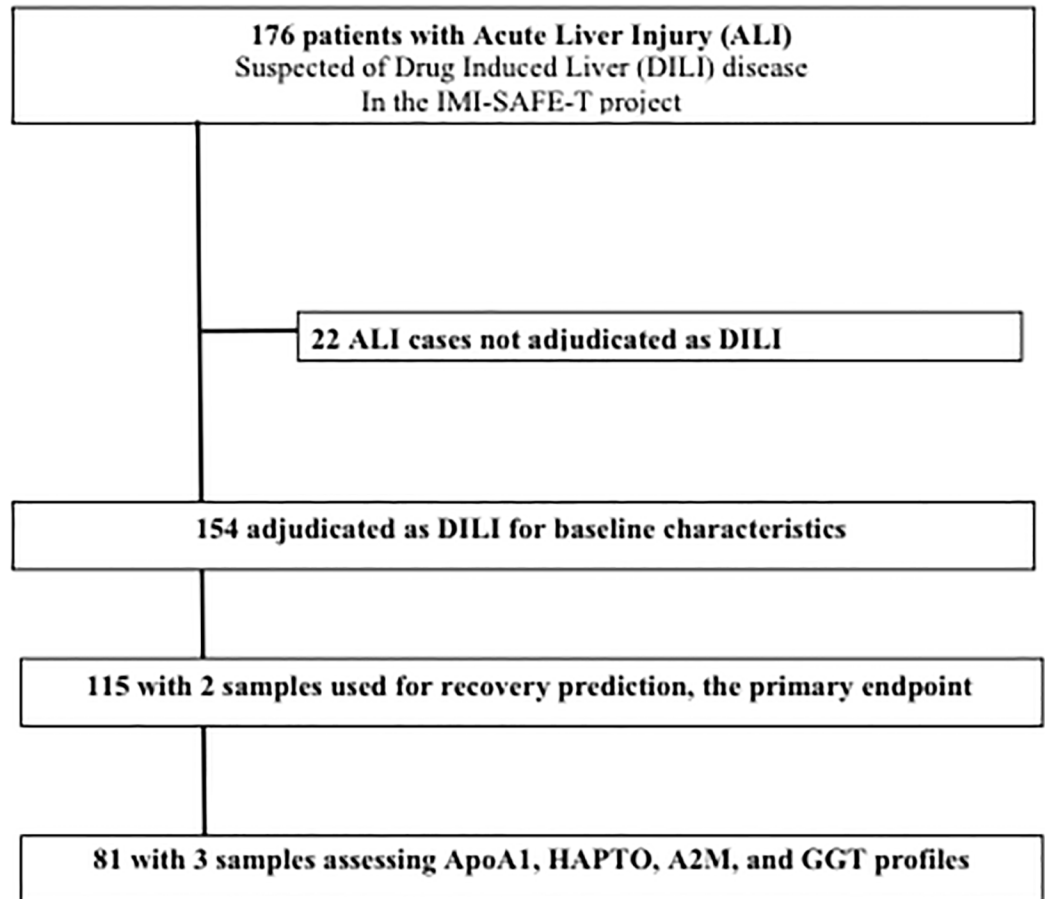 176 patients with Acute Liver Injury (ALI)
Suspected of Drug Induced Liver (DILI) disease
In the IMI-SAFE-T project
22 ALI cases not adjudicated as DILI
154 adjudicated as DILI for baseline characteristics
115 with 2 samples used for recovery prediction, the primary endpoint
81 with 3 samples assessing ApoA1, HAPTO, A2M, and GGT profiles